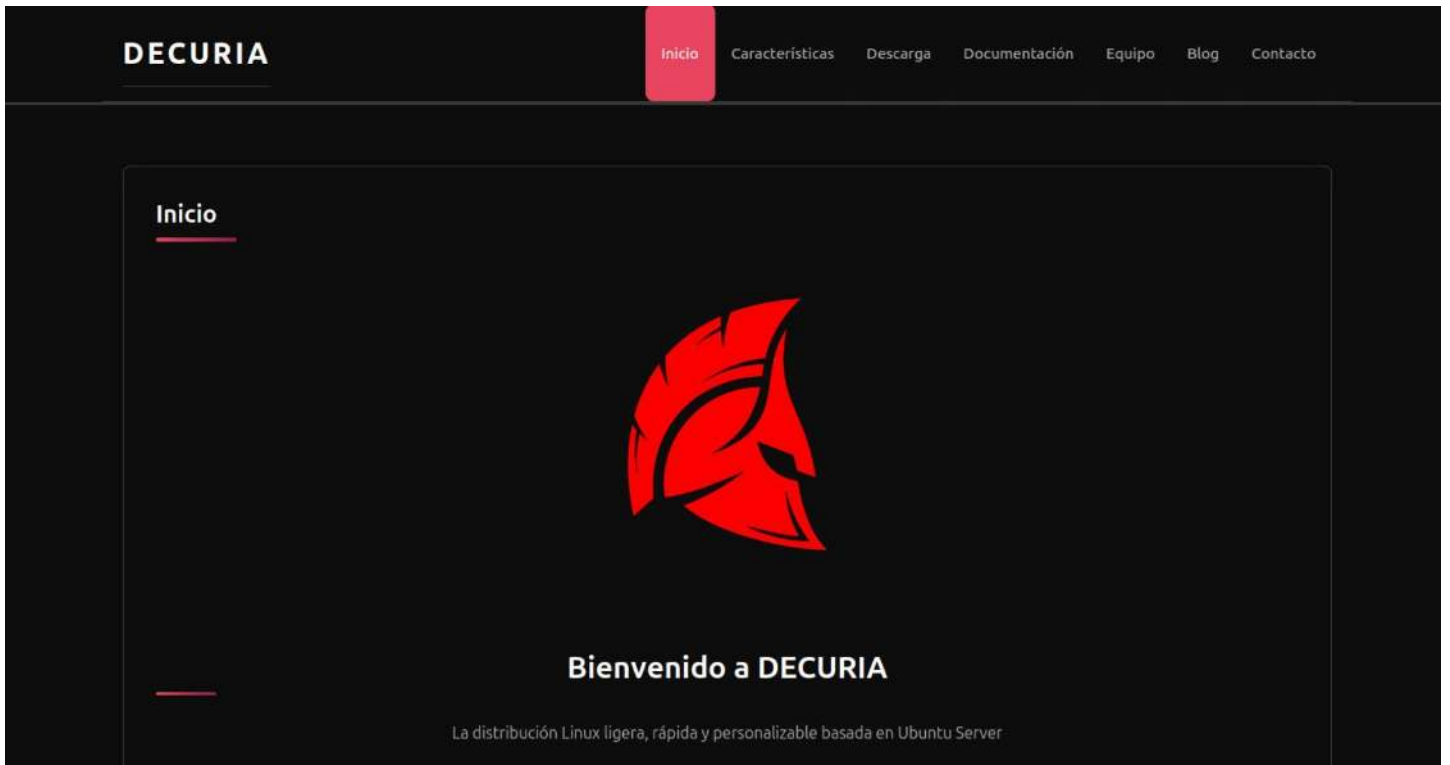 DECURIA
Inicio Características Descarga Documentación Equipo Blog Contacto
Inicio
Bienvenido a DECURIA
La distribución Linux ligera, rápida y personalizable basada en Ubuntu Server